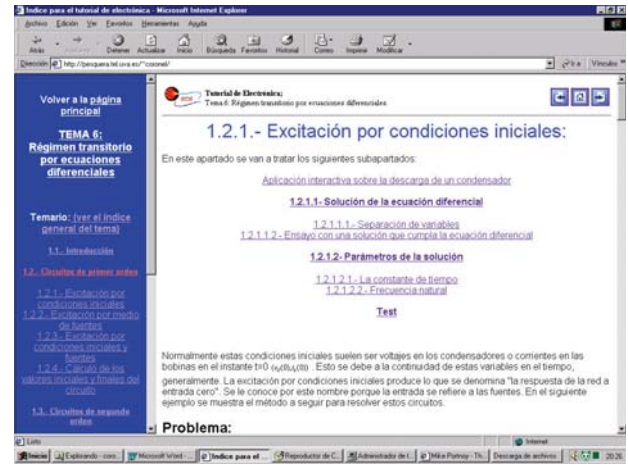 Indice para el tutorial de electrónica - Microsoft Internet Explorer
Archivo Edición Ver Favoritos Herramientas Ayuda
Atrás Detener Actualizar Inicio Búsqueda Favoritos Historial Correo Imprimir Modificar
Dirección http://pesquera.tel.uva.es/~coronel/ Ir a Vínculos
Volver a la página
principal
TEMA 6:
Régimen transitorio
por ecuaciones
diferenciales
Temario: (ver el índice
general del tema)
1.1.- Introducción
1.2.- Circuitos de primer orden
1.2.1.- Excitación por
condiciones iniciales
1.2.2.- Excitación por medio
de fuentes
1.2.3.- Excitación por
condiciones iniciales y
fuentes
1.2.4.- Cálculo de los
valores iniciales y finales del
circuito
1.3.- Circuitos de segundo
orden
Tutorial de Electrónica:
Tema 6: Régimen transitorio por ecuaciones diferenciales
1.2.1.- Excitación por condiciones iniciales:
En este apartado se van a tratar los siguientes subapartados:
Aplicación interactiva sobre la descarga de un condensador
1.2.1.1- Solución de la ecuación diferencial
1.2.1.1.1.- Separación de variables
1.2.1.1.2.- Ensayo con una solución que cumpla la ecuación diferencial
1.2.1.2- Parámetros de la solución
1.2.1.2.1.- La constante de tiempo
1.2.1.2.2.- Frecuencia natural
Test
Normalmente estas condiciones iniciales suelen ser voltajes en los condensadores o corrientes en las
bobinas en el instante t=0 . Esto se debe a la continuidad de estas variables en el tiempo,
generalmente. La excitación por condiciones iniciales produce lo que se denomina "la respuesta de la red a
entrada cero". Se le conoce por este nombre porque la entrada se refiere a las fuentes. En el siguiente
ejemplo se muestra el método a seguir para resolver estos circuitos.
Problema:
Listo Internet
Inicio Explorando - coro... Microsoft Word - ... Indice para el ... Reproductor de C... Administrador de t... Mike Portnoy - Th... Descarga de archivos 20:26